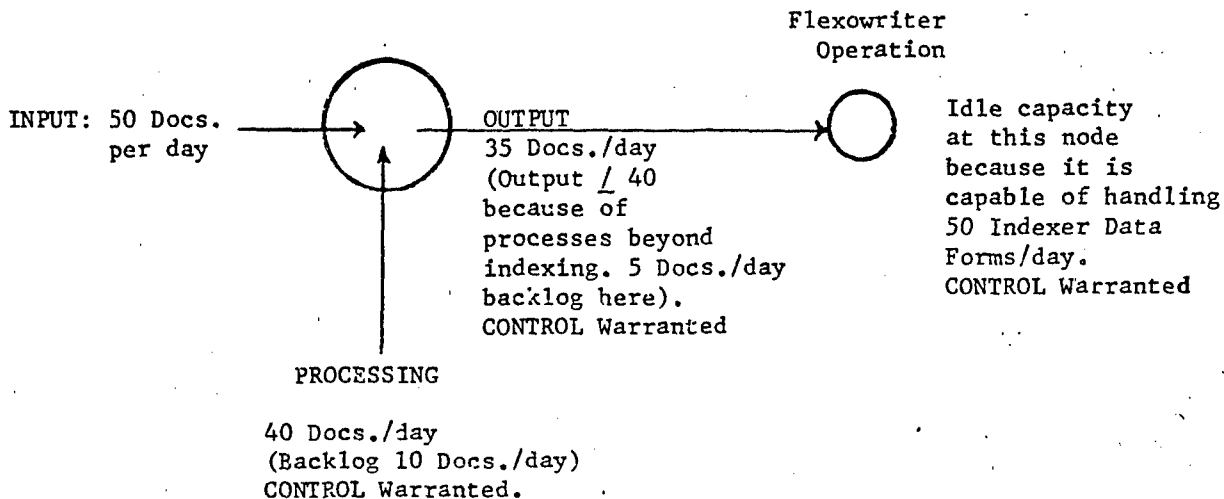 Flexowriter
Operation
INPUT: 50 Docs.
per day
OUTPUT
35 Docs./day
(Output / 40
because of
processes beyond
indexing. 5 Docs./day
backlog here).
CONTROL Warranted
Idle capacity
at this node
because it is
capable of handling
50 Indexer Data
Forms/day.
CONTROL Warranted
PROCESSING
40 Docs./day
(Backlog 10 Docs./day)
CONTROL Warranted.